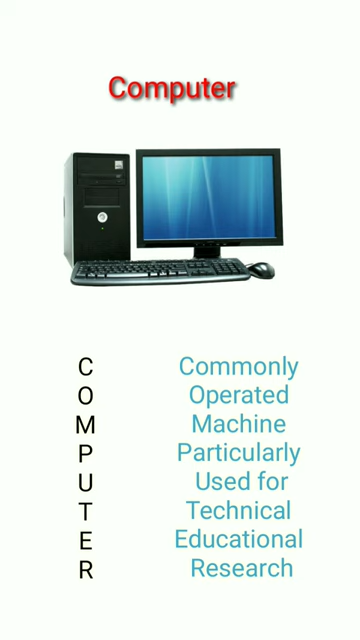 Computer
C Commonly
O Operated
M Machine
P Particularly
U Used for
T Technical
E Educational
R Research